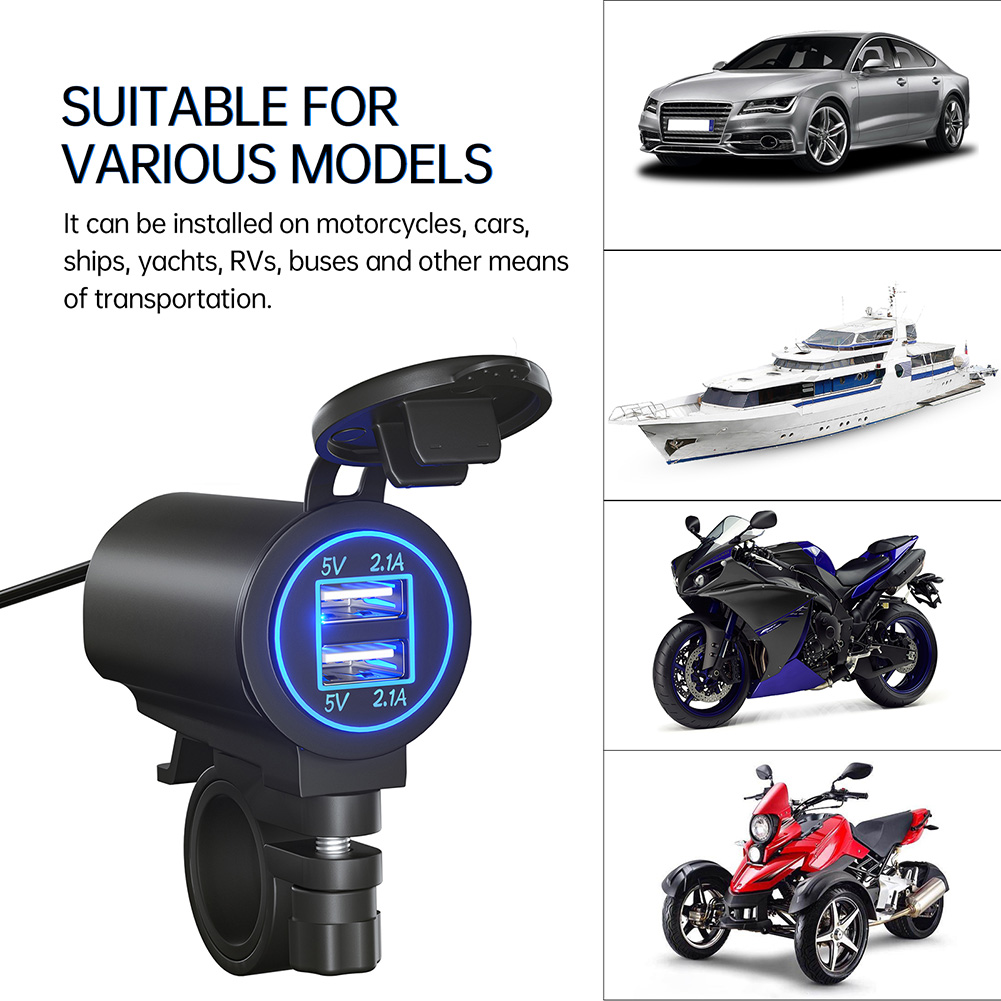 SUITABLE FOR
VARIOUS MODELS
It can be installed on motorcycles, cars,
ships, yachts, RVs, buses and other means
of transportation.
5V 2.1A
5V 2.1A